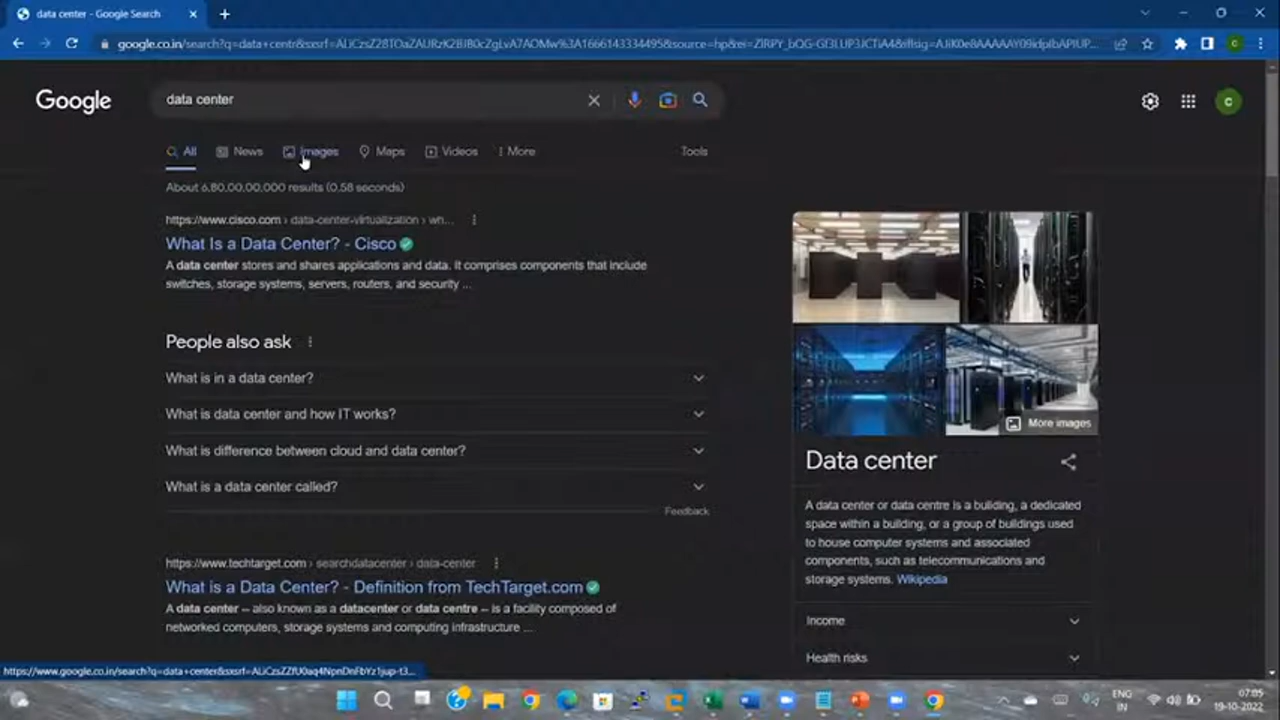 data center - Google Search
google.co.in/search?q=data+centr&sxsrf=
Google
data center
All
News
Images
Maps
Videos
More
Tools
About 6,80,00,00,000 results (0.58 seconds)
https://www.cisco.com › data-center-virtualization › wh...
What Is a Data Center? - Cisco
A data center stores and shares applications and data. It comprises components that include
switches, storage systems, servers, routers, and security ...
People also ask
What is in a data center?
What is data center and how IT works?
What is difference between cloud and data center?
What is a data center called?
Feedback
https://www.techtarget.com › searchdatacenter › data-center
What is a Data Center? - Definition from TechTarget.com
A data center -- also known as a datacenter or data centre -- is a facility composed of
networked computers, storage systems and computing infrastructure ...
More images
Data center
A data center or data centre is a building, a dedicated
space within a building, or a group of buildings used
to house computer systems and associated
components, such as telecommunications and
storage systems. Wikipedia
Income
Health risks
https://www.google.co.in/search?q=data+center&sxsrf=
ENG
IN
07:05
19-10-2022
C
C